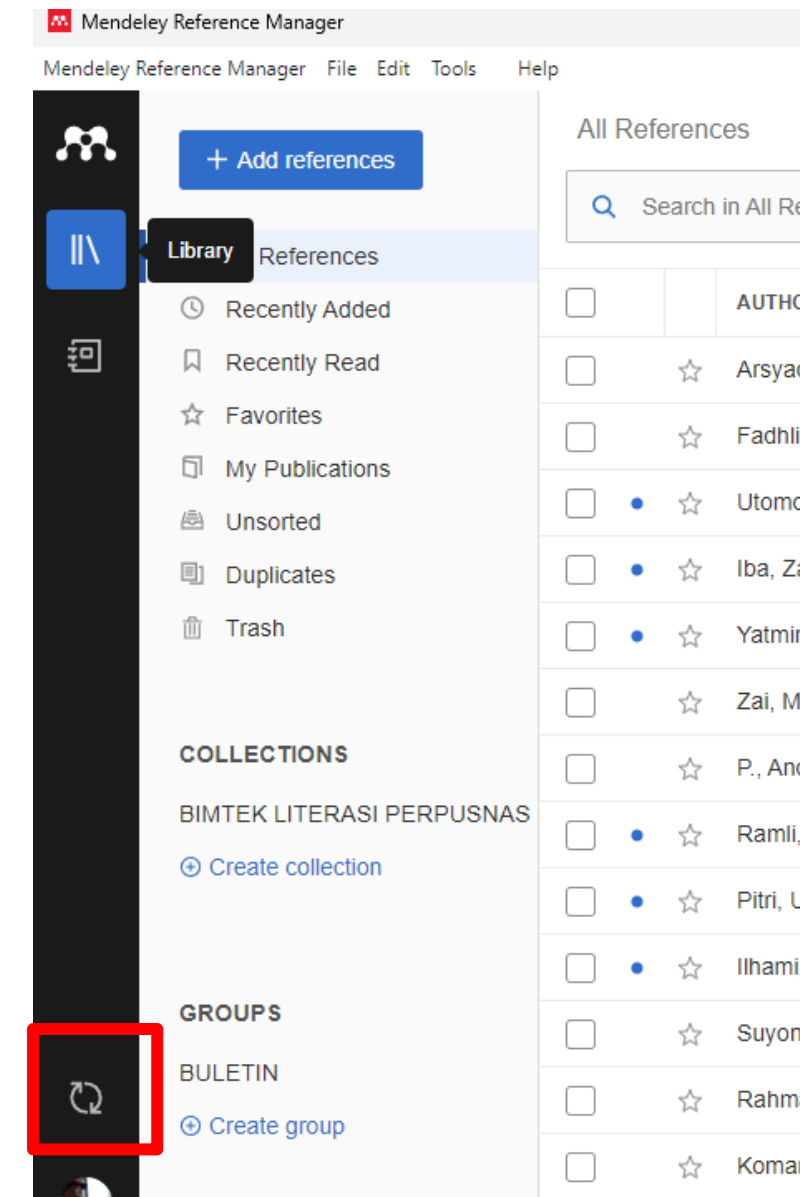 Mendeley Reference Manager
Mendeley Reference Manager File Edit Tools Help
+ Add references
Library
References
Recently Added
Recently Read
Favorites
My Publications
Unsorted
Duplicates
Trash
COLLECTIONS
BIMTEK LITERASI PERPUSNAS
Create collection
GROUPS
BULETIN
Create group
All References
Search in All Re
AUTHO
Arsyad
Fadhli
Utomo
Iba, Za
Yatmin
Zai, M
P., And
Ramli,
Pitri, U
Ilhami
Suyon
Rahma
Komar